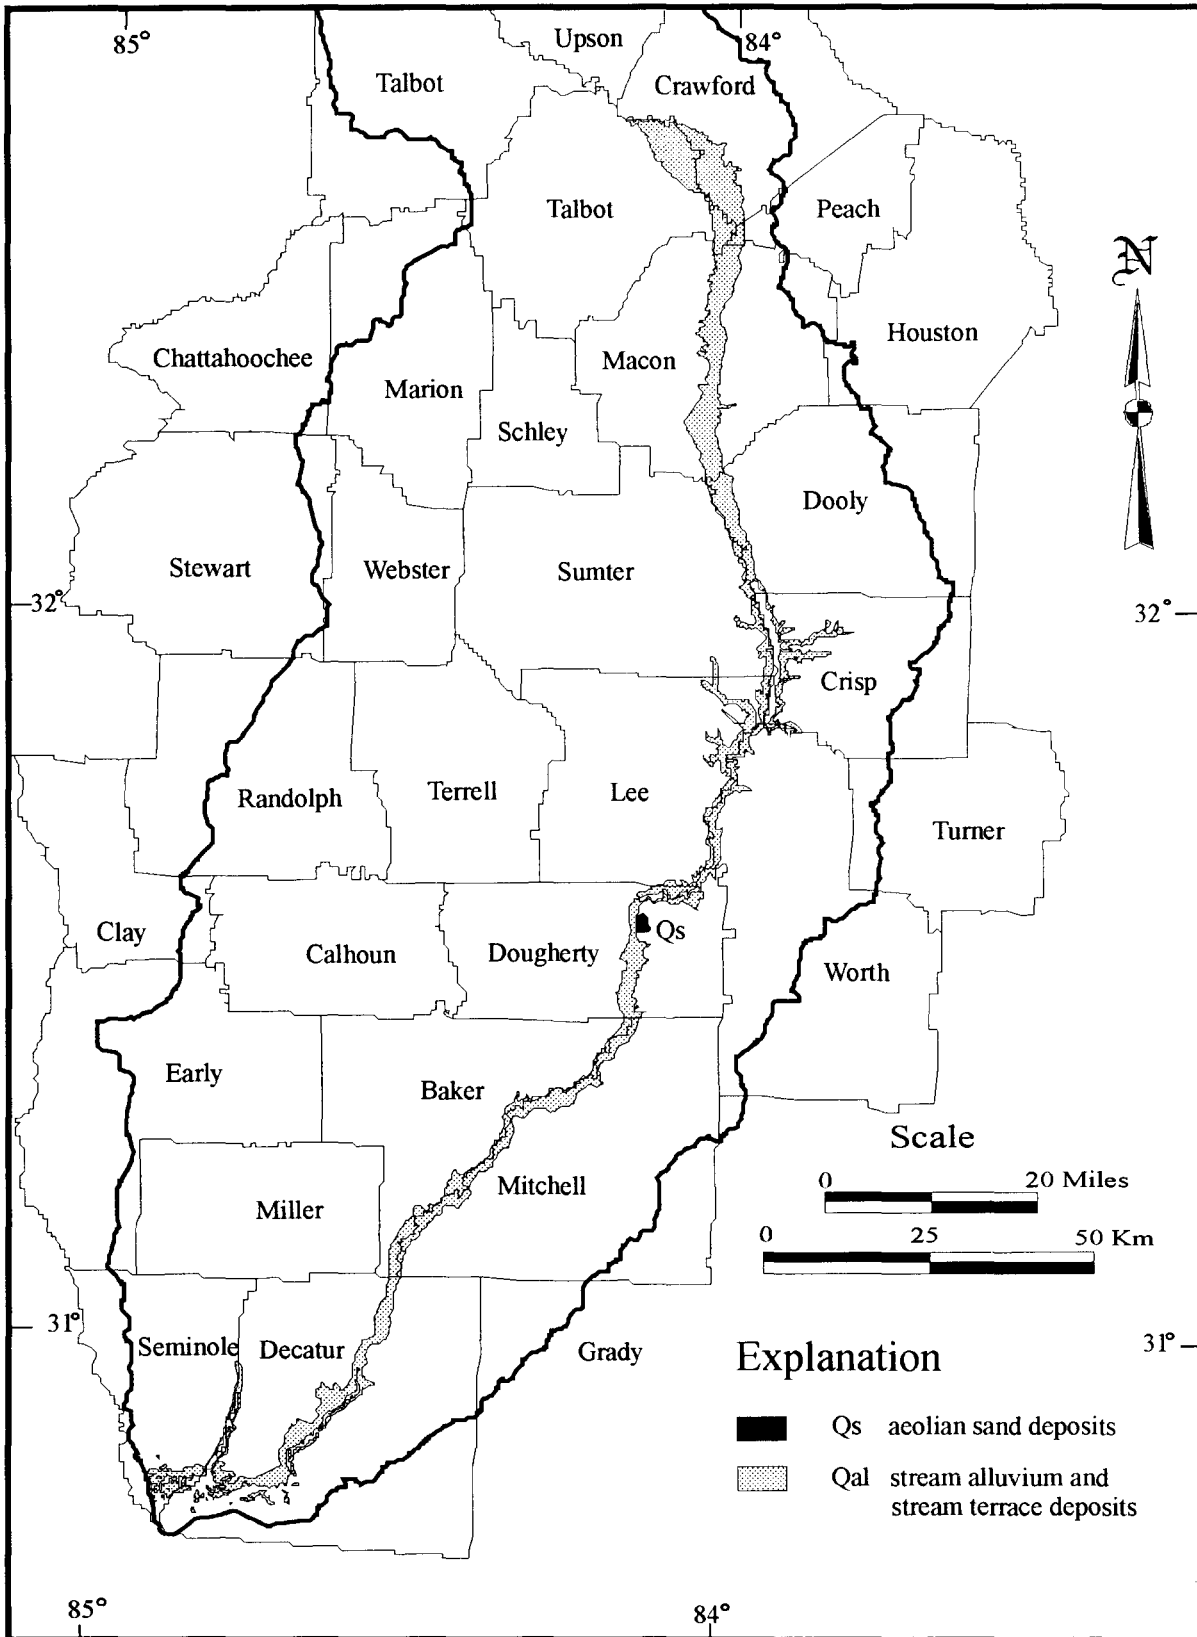 85°
84°
Upson
Talbot
Crawford
Talbot
Peach
N
Houston
Chattahoochee
Macon
Marion
Schley
Dooly
Stewart
Webster
Sumter
32°
32°
Crisp
Randolph
Terrell
Lee
Turner
Clay
Qs
Calhoun
Dougherty
Worth
Early
Baker
Scale
0 20 Miles
Mitchell
Miller
0 25 50 Km
31°
31°
Seminole
Decatur
Grady
Explanation
Qs aeolian sand deposits
Qal stream alluvium and
stream terrace deposits
85°
84°